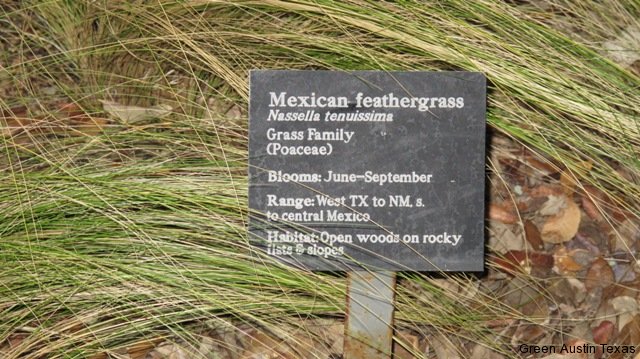 Mexican feathergrass
Nassella tenuissima
Grass Family
(Poaceae)
Blooms: June-September
Range: West TX to NM, s.
to central Mexico
Habitat: Open woods on rocky
flats & slopes
Green Austin Texas